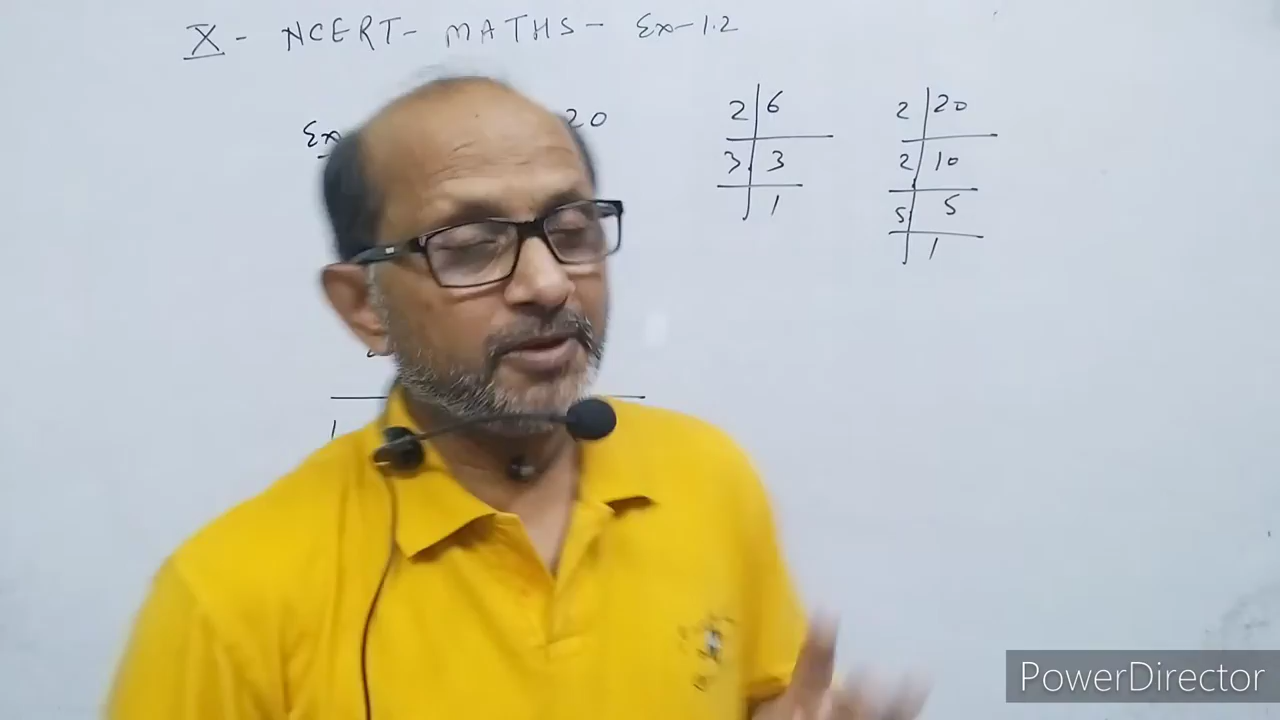 X - NCERT - MATHS - Ex-1.2
Ex 20
2 6
3 3
1
2 20
2 10
5 5
1
1
PowerDirector